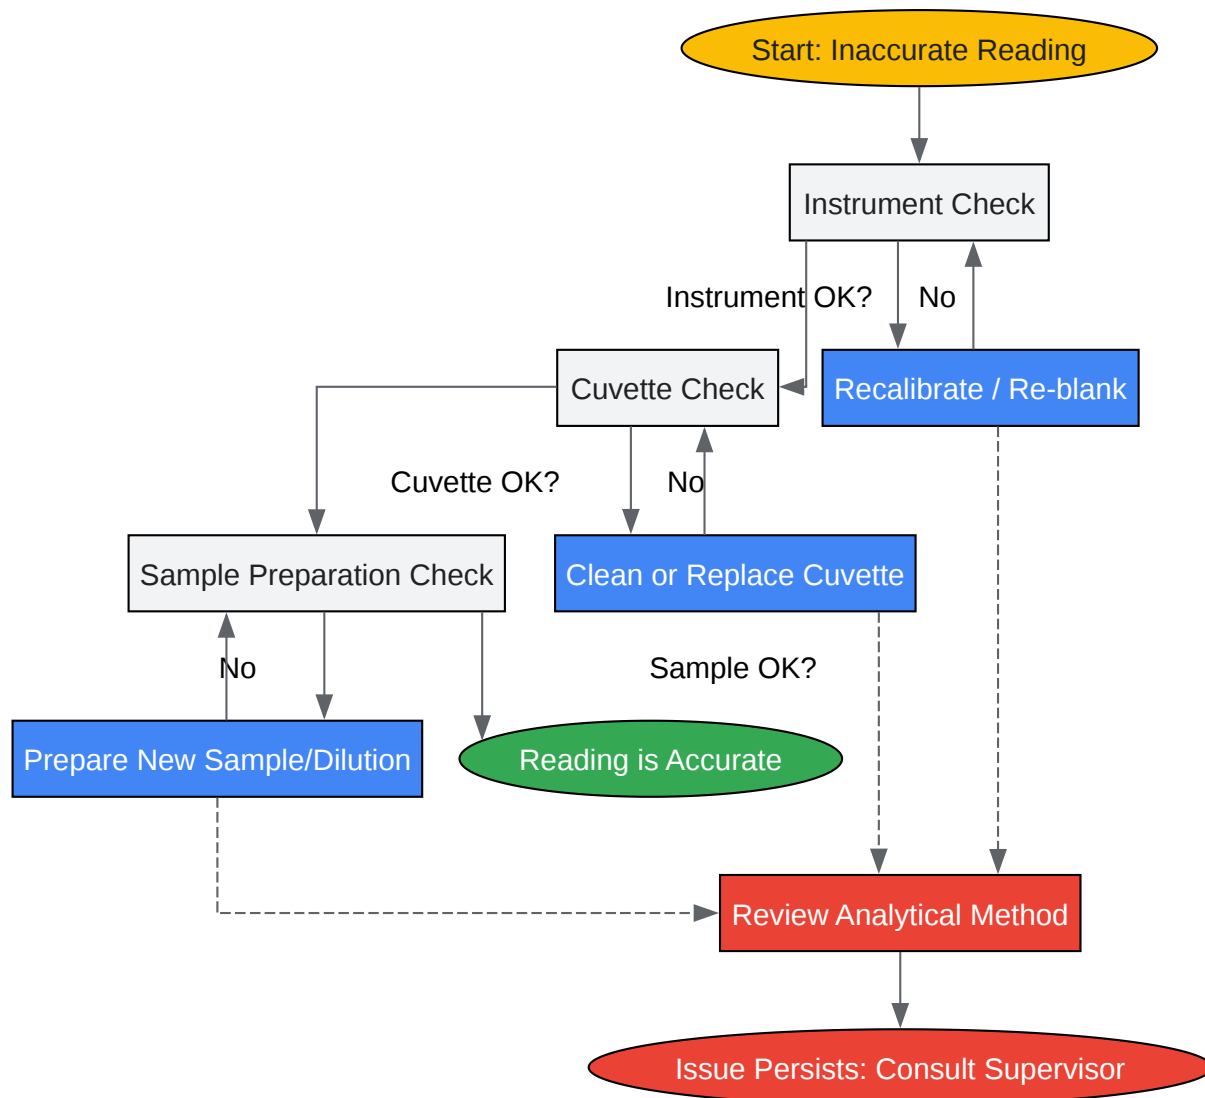 Start: Inaccurate Reading
Instrument Check
Instrument OK?
No
Cuvette Check
Recalibrate / Re-blank
Cuvette OK?
No
Sample Preparation Check
Clean or Replace Cuvette
No
Sample OK?
Prepare New Sample/Dilution
Reading is Accurate
Review Analytical Method
Issue Persists: Consult Supervisor